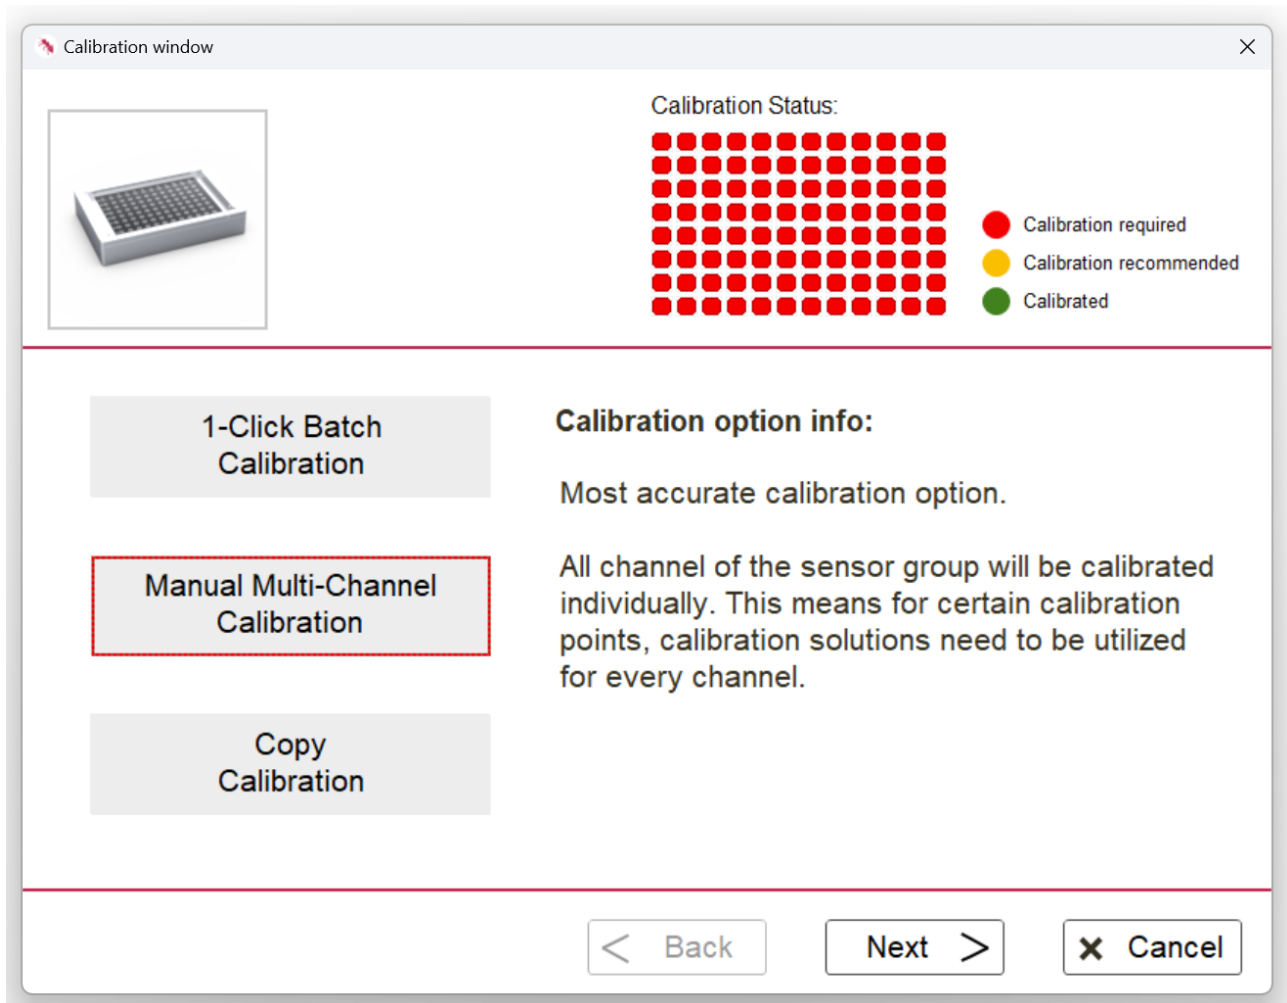 Calibration window
Calibration Status:
Calibration required
Calibration recommended
Calibrated
1-Click Batch
Calibration
Manual Multi-Channel
Calibration
Copy
Calibration
Calibration option info:
Most accurate calibration option.
All channel of the sensor group will be calibrated
individually. This means for certain calibration
points, calibration solutions need to be utilized
for every channel.
< Back
Next >
× Cancel